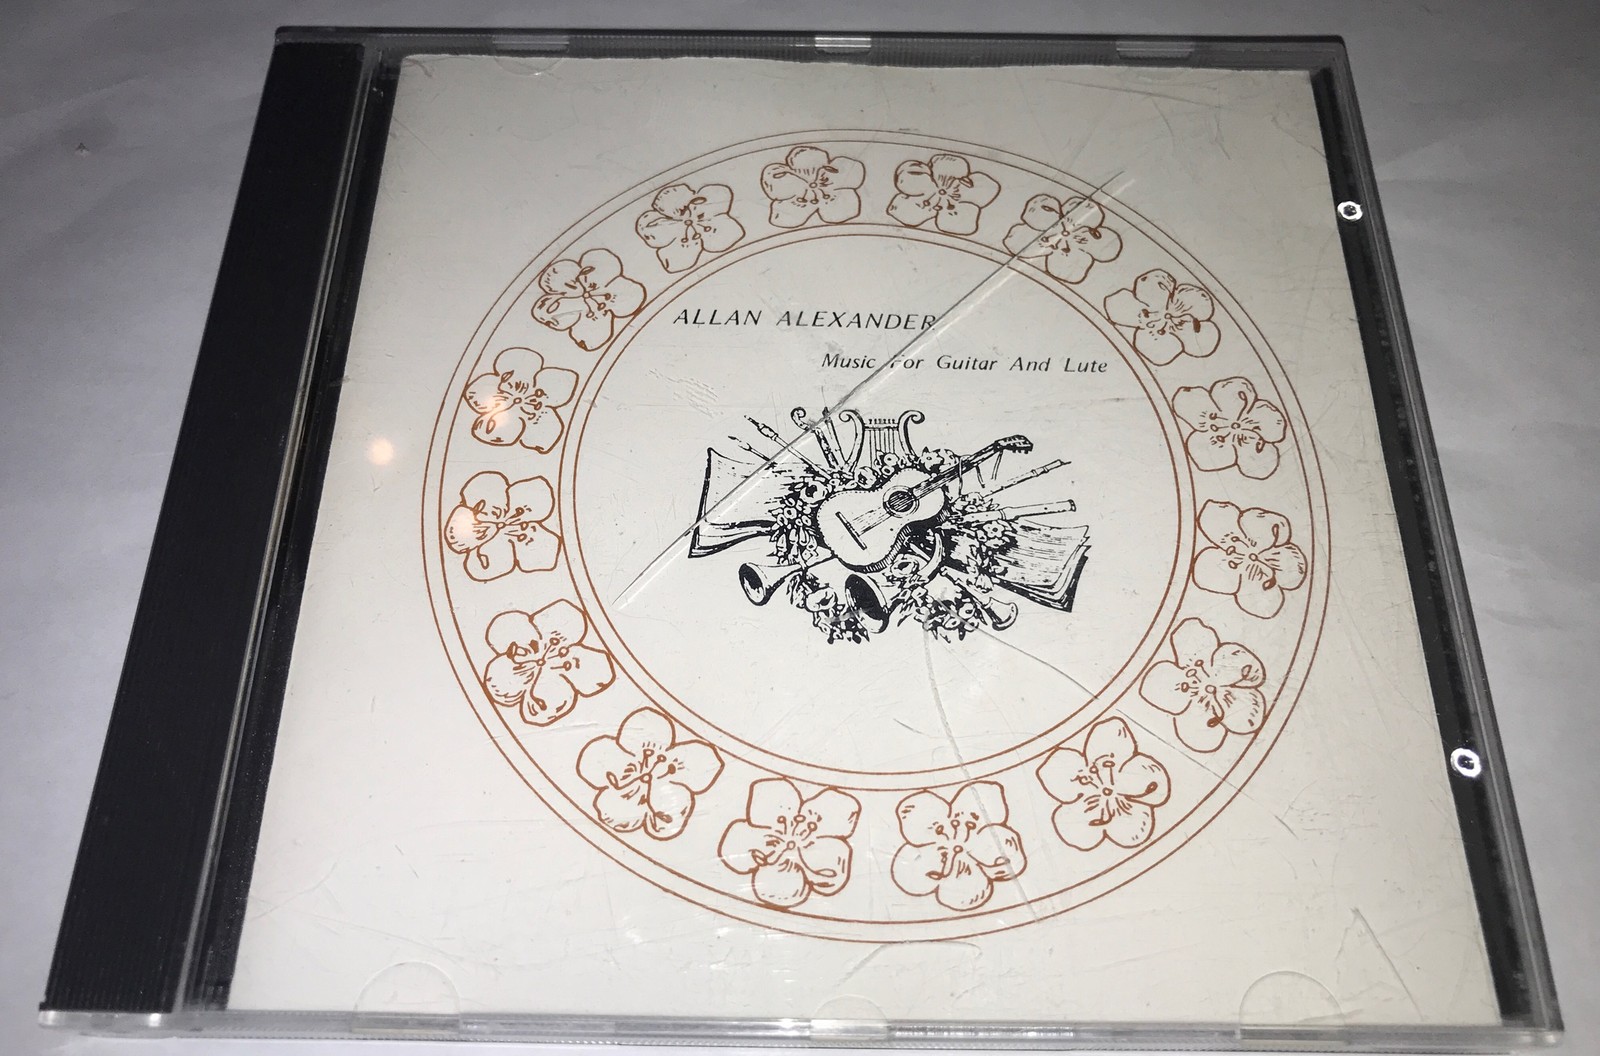 ALLAN ALEXANDER
Music For Guitar And Lute